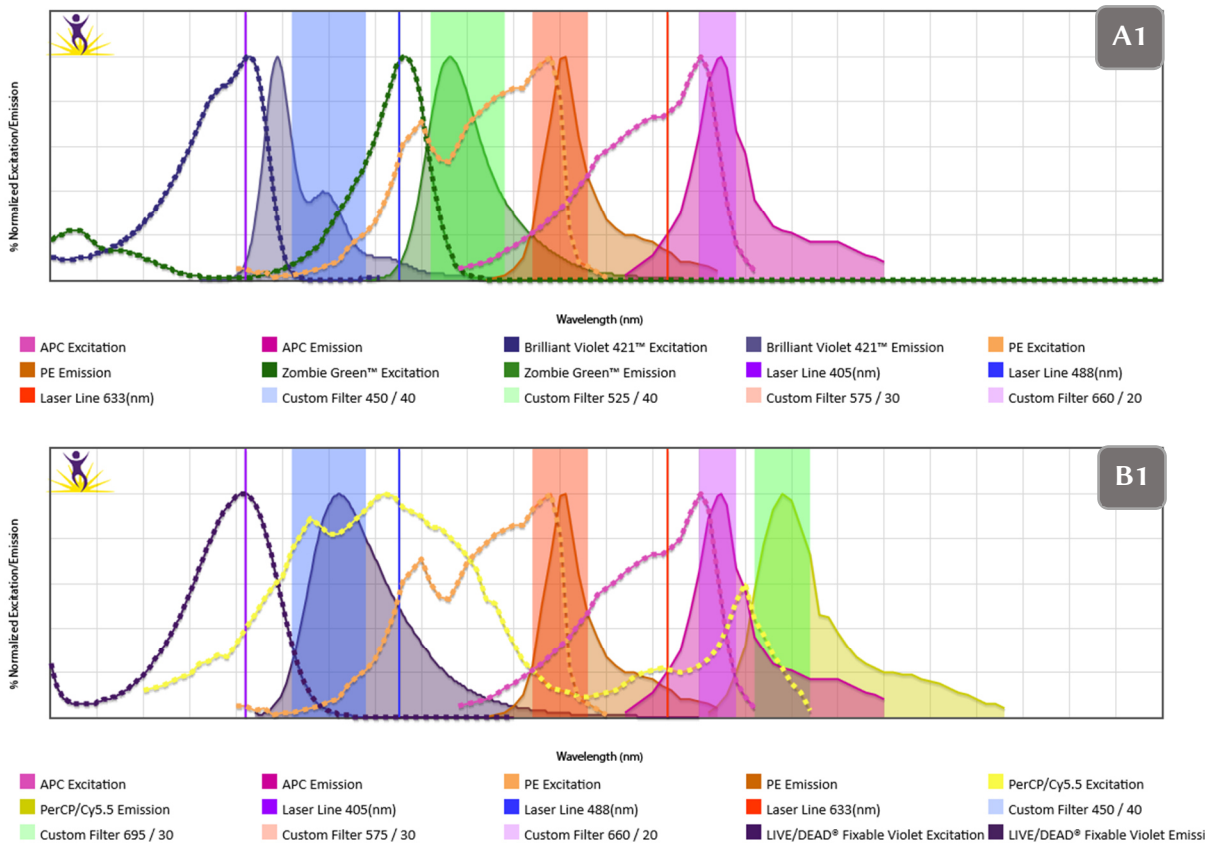 A1
% Normalized Excitation/Emission
Wavelength (nm)
APC Excitation APC Emission Brilliant Violet 421™ Excitation Brilliant Violet 421™ Emission PE Excitation
PE Emission Zombie Green™ Excitation Zombie Green™ Emission Laser Line 405(nm) Laser Line 488(nm)
Laser Line 633(nm) Custom Filter 450 / 40 Custom Filter 525 / 40 Custom Filter 575 / 30 Custom Filter 660 / 20
B1
% Normalized Excitation/Emission
Wavelength (nm)
APC Excitation APC Emission PE Excitation PE Emission PerCP/Cy5.5 Excitation
PerCP/Cy5.5 Emission Laser Line 405(nm) Laser Line 488(nm) Laser Line 633(nm) Custom Filter 450 / 40
Custom Filter 695 / 30 Custom Filter 575 / 30 Custom Filter 660 / 20 LIVE/DEAD® Fixable Violet Excitation LIVE/DEAD® Fixable Violet Emissi